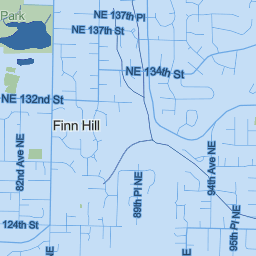 Park
NE 137th Pl
NE 137th St
NE 134th St
NE 132nd St
Finn Hill
82nd Ave NE
89th Pl NE
94th Ave NE
95th Pl NE
124th St